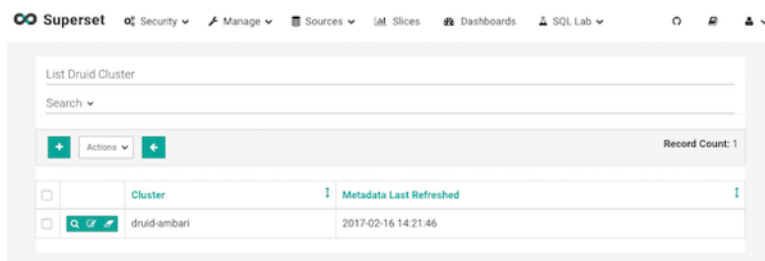 Superset Security Manage Sources Slices Dashboards SQL Lab
List Druid Cluster
Search
Actions Record Count: 1
Cluster Metadata Last Refreshed
druid-ambari 2017-02-16 14:21:46